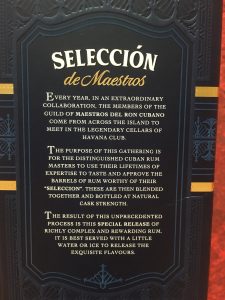 SELECCIÓN
de Maestros
EVERY YEAR, IN AN EXTRAORDINARY
COLLABORATION, THE MEMBERS OF THE
GUILD OF MAESTROS DEL RON CUBANO
COME FROM ACROSS THE ISLAND TO
MEET IN THE LEGENDARY CELLARS OF
HAVANA CLUB.
THE PURPOSE OF THIS GATHERING IS
FOR THE DISTINGUISHED CUBAN RUM
MASTERS TO USE THEIR LIFETIMES OF
EXPERTISE TO TASTE AND APPROVE THE
BARRELS OF RUM WORTHY OF THEIR
"SELECCION". THESE ARE THEN BLENDED
TOGETHER AND BOTTLED AT NATURAL
CASK STRENGTH.
THE RESULT OF THIS UNPRECEDENTED
PROCESS IS THIS SPECIAL RELEASE OF
RICHLY COMPLEX AND REWARDING RUM.
IT IS BEST SERVED WITH A LITTLE
WATER OR ICE TO RELEASE THE
EXQUISITE FLAVOURS.